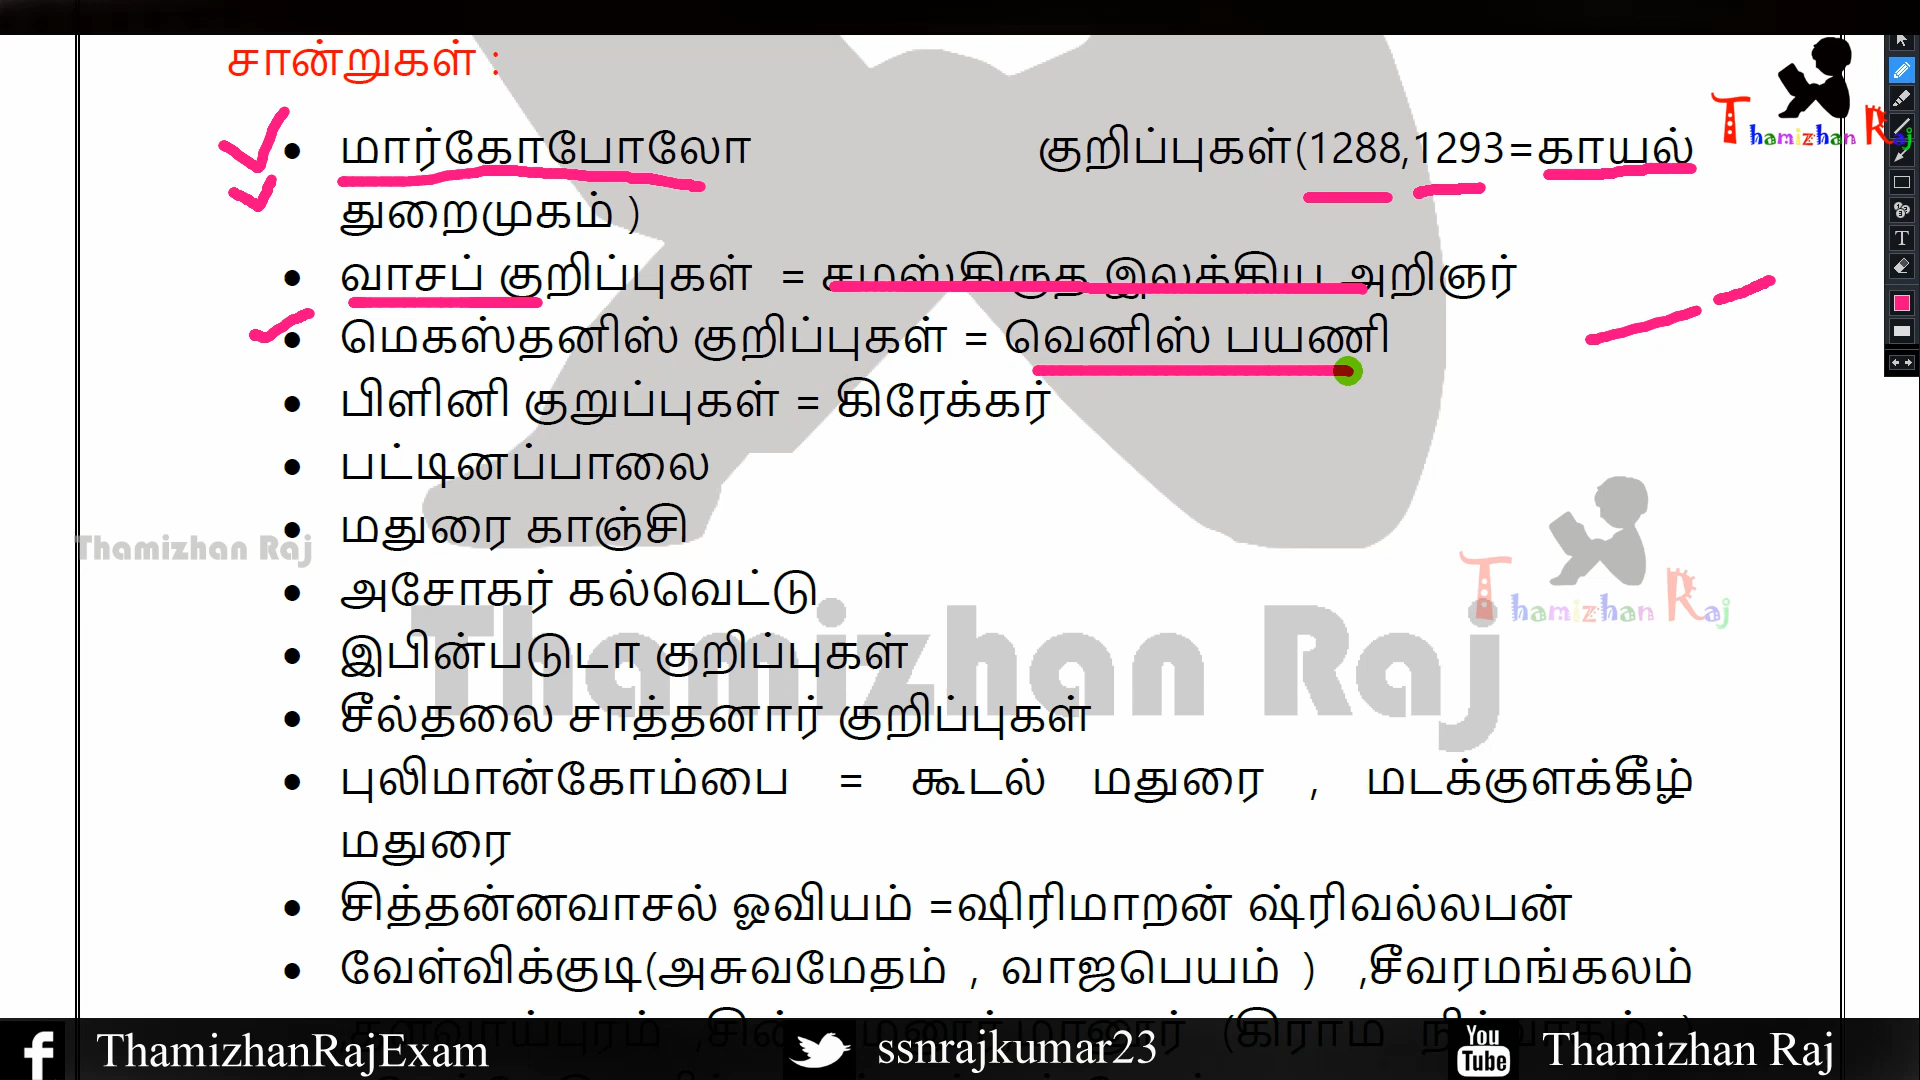 சான்றுகள் :
மார்கோபோலோ குறிப்புகள்(1288,1293=காயல்
துறைமுகம் )
வாசப் குறிப்புகள் = சமஸ்கிருத இலக்கிய அறிஞர்
மெகஸ்தனிஸ் குறிப்புகள் = வெனிஸ் பயணி
பிளினி குறுப்புகள் = கிரேக்கர்
பட்டினப்பாலை
மதுரை காஞ்சி
அசோகர் கல்வெட்டு
இபின்படுடா குறிப்புகள்
சீல்தலை சாத்தனார் குறிப்புகள்
புலிமான்கோம்பை = கூடல் மதுரை , மடக்குளக்கீழ்
மதுரை
சித்தன்னவாசல் ஓவியம் =ஷிரிமாறன் ஷ்ரிவல்லபன்
வேள்விக்குடி(அசுவமேதம் , வாஜபெயம் ) ,சீவரமங்கலம்
Thamizhan Raj
Thamizhan Raj
Thamizhan Raj
Thamizhan Raj
ThamizhanRajExam
ssnrajkumar23
You Tube
Thamizhan Raj